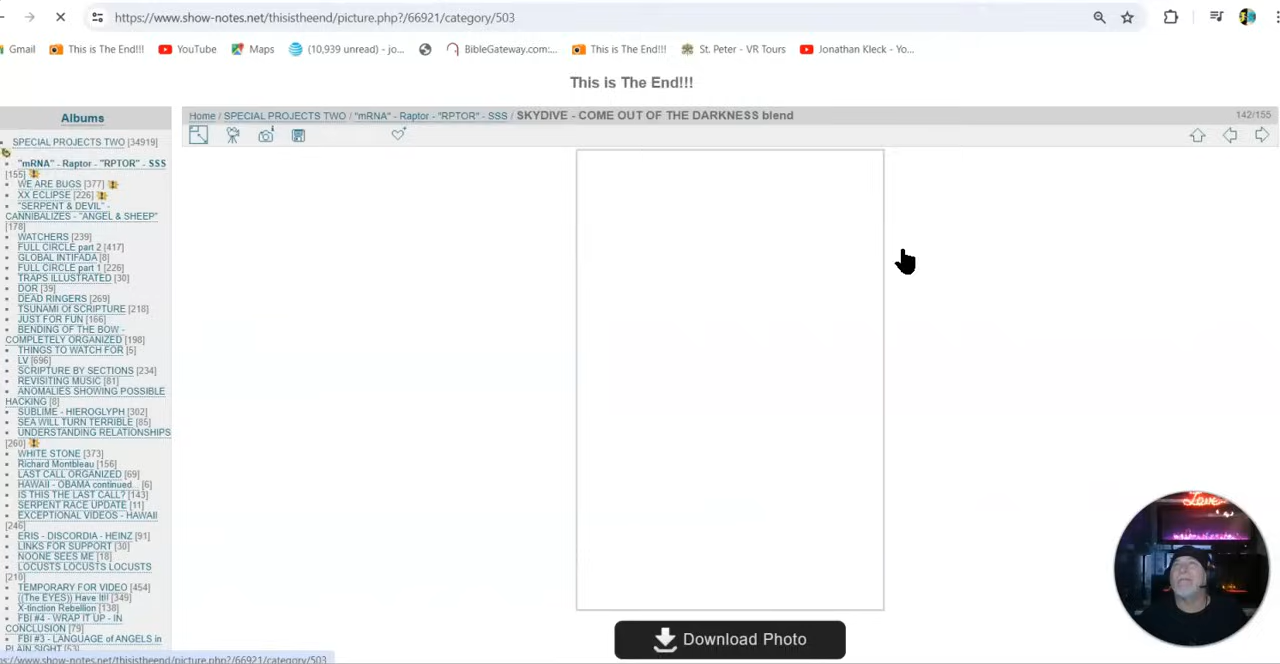 https://www.show-notes.net/thisistheend/picture.php?/66921/category/503
Gmail This is The End!!! YouTube Maps (10,939 unread) - jo... BibleGateway.com:... This is The End!!! St. Peter - VR Tours Jonathan Kleck - Yo...
This is The End!!!
Albums
Home / SPECIAL PROJECTS TWO / "mRNA" - Raptor - "RPTOR" - SSS / SKYDIVE - COME OUT OF THE DARKNESS blend 142/155
SPECIAL PROJECTS TWO [34919]
"mRNA" - Raptor - "RPTOR" - SSS
[155]
WE ARE BUGS [377]
XX ECLIPSE [226]
"SERPENT & DEVIL" -
CANNIBALIZES - "ANGEL & SHEEP"
[178]
WATCHERS [239]
FULL CIRCLE part 2 [417]
GLOBAL INTIFADA [8]
FULL CIRCLE part 1 [226]
TRAPS ILLUSTRATED [30]
DOR [39]
DEAD RINGERS [269]
TSUNAMI Of SCRIPTURE [218]
JUST FOR FUN [166]
BENDING OF THE BOW -
COMPLETELY ORGANIZED [198]
THINGS TO WATCH FOR [5]
LV [696]
SCRIPTURE BY SECTIONS [234]
REVISITING MUSIC [81]
ANOMALIES SHOWING POSSIBLE
HACKING [8]
SUBLIME - HIEROGLYPH [302]
SEA WILL TURN TERRIBLE [85]
UNDERSTANDING RELATIONSHIPS
[260]
WHITE STONE [373]
Richard Montbleau [156]
LAST CALL ORGANIZED [69]
HAWAII - OBAMA continued... [6]
IS THIS THE LAST CALL? [143]
SERPENT RACE UPDATE [11]
EXCEPTIONAL VIDEOS - HAWAII
[246]
ERIS - DISCORDIA - HEINZ [91]
LINKS FOR SUPPORT [30]
NOONE SEES ME [18]
LOCUSTS LOCUSTS LOCUSTS
[210]
TEMPORARY FOR VIDEO [454]
((The EYES)) Have It!! [349]
X-tinction Rebellion [138]
FBI #4 - WRAP IT UP - IN
CONCLUSION [79]
FBI #3 - LANGUAGE of ANGELS in
PLAIN SIGHT [53]
Love
Download Photo
ps://www.show-notes.net/thisistheend/picture.php?/66921/category/503